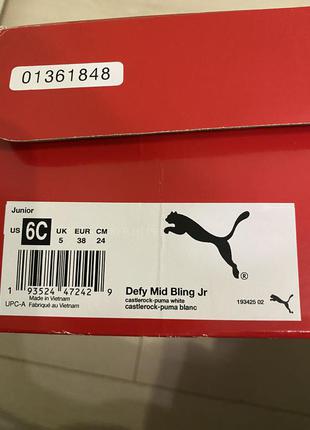 01361848
Junior
US 6C UK 5 EUR 38 CM 24
®
1 93524 47242 9
UPC-A
Made in Vietnam
Fabriqué au Vietnam
Defy Mid Bling Jr
castlerock-puma white
castlerock-puma blanc
193425 02